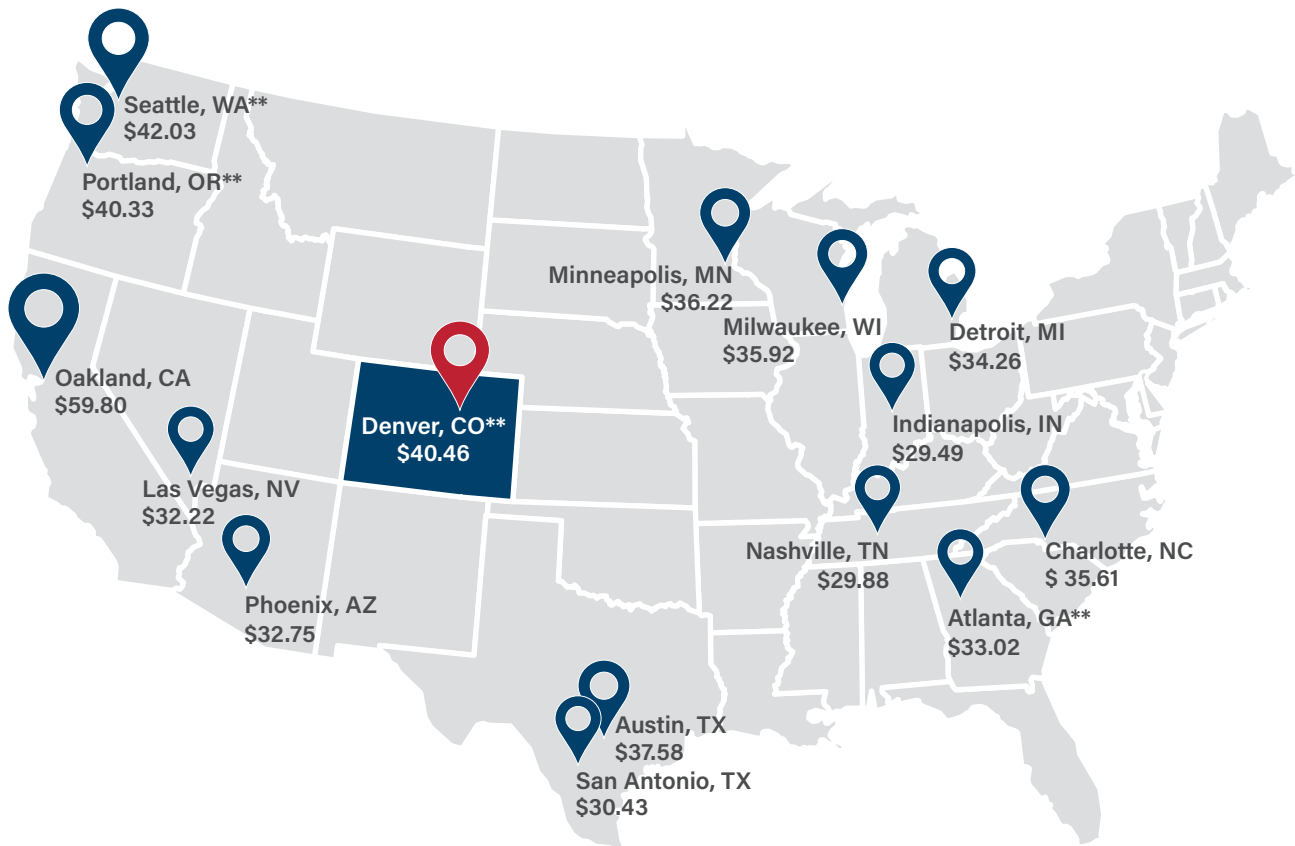 Seattle, WA**
$42.03
Portland, OR**
$40.33
Minneapolis, MN
$36.22
Milwaukee, WI
$35.92
Detroit, MI
$34.26
Oakland, CA
$59.80
Denver, CO**
$40.46
Indianapolis, IN
$29.49
Las Vegas, NV
$32.22
Nashville, TN
$29.88
Charlotte, NC
$ 35.61
Phoenix, AZ
$32.75
Atlanta, GA**
$33.02
Austin, TX
$37.58
San Antonio, TX
$30.43